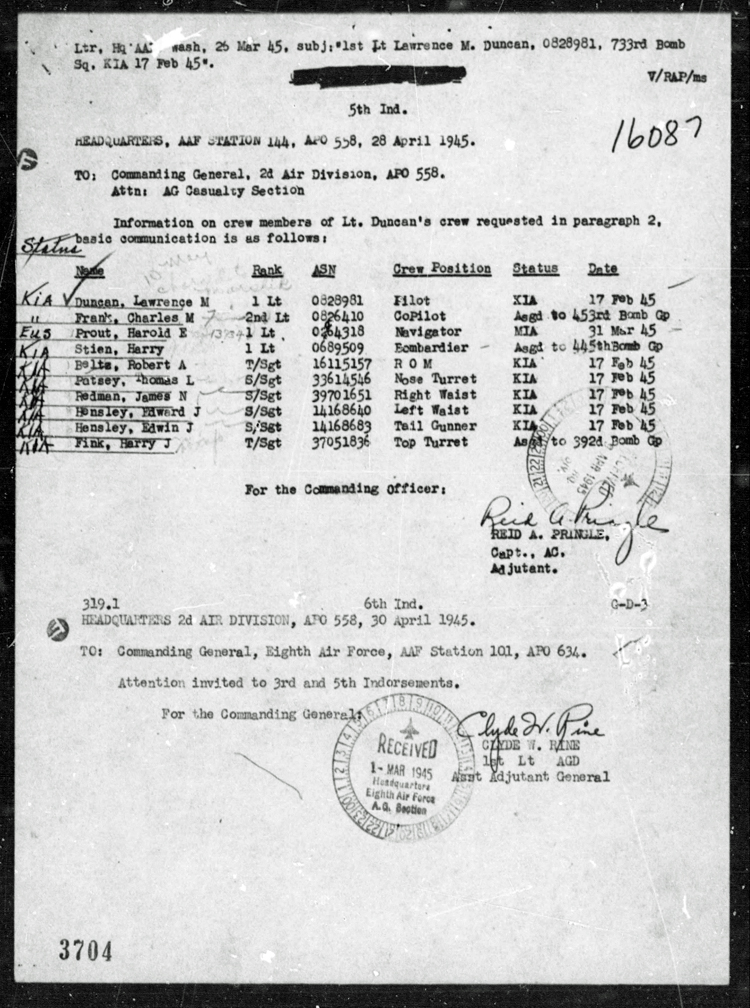 Ltr, Hq AAF Wash, 26 Mar 45, subj: "1st Lt Lawrence M. Duncan, 0828981, 733rd Bomb
Sq. KIA 17 Feb 45".
V/RAP/ms
5th Ind.
16087
HEADQUARTERS, AAF STATION 144, APO 558, 28 April 1945.
TO: Commanding General, 2d Air Division, APO 558.
Attn: AG Casualty Section
Information on crew members of Lt. Duncan's crew requested in paragraph 2,
basic communication is as follows:
Status
Name Rank ASN Crew Position Status Date
KIA Duncan, Lawrence M 1 Lt 0828981 Pilot KIA 17 Feb 45
" Frank, Charles M 2nd Lt 0826410 CoPilot Asgd to 453rd Bomb Gp
EUS Prout, Harold E 1 Lt Navigator MIA 31 Mar 45
KIA Stien, Harry 1 Lt 0689509 Bombardier Asgd to 445th Bomb Gp
KIA Belts, Robert A T/Sgt 16115157 R O M KIA 17 Feb 45
KIA Patsey, Thomas L S/Sgt 33614546 Nose Turret KIA 17 Feb 45
KIA Redman, James N S/Sgt 39701651 Right Waist KIA 17 Feb 45
KIA Hensley, Edward J S/Sgt 14168640 Left Waist KIA 17 Feb 45
KIA Hensley, Edwin J S/Sgt 14168683 Tail Gunner KIA 17 Feb 45
KIA Fink, Harry J T/Sgt 37051836 Top Turret Asgd to 392d Bomb Gp
For the Commanding Officer:
Reid A. Pringle
REID A. PRINGLE,
Capt., AC,
Adjutant.
319.1 6th Ind. G-D-3
HEADQUARTERS 2d AIR DIVISION, APO 558, 30 April 1945.
TO: Commanding General, Eighth Air Force, AAF Station 101, APO 634.
Attention invited to 3rd and 5th Indorsements.
For the Commanding General:
Clyde W. Rine
CLYDE W. RINE
1st Lt AGD
Asst Adjutant General
RECEIVED
1 - MAR 1945
Headquarters
Eighth Air Force
A.G. Section
3704